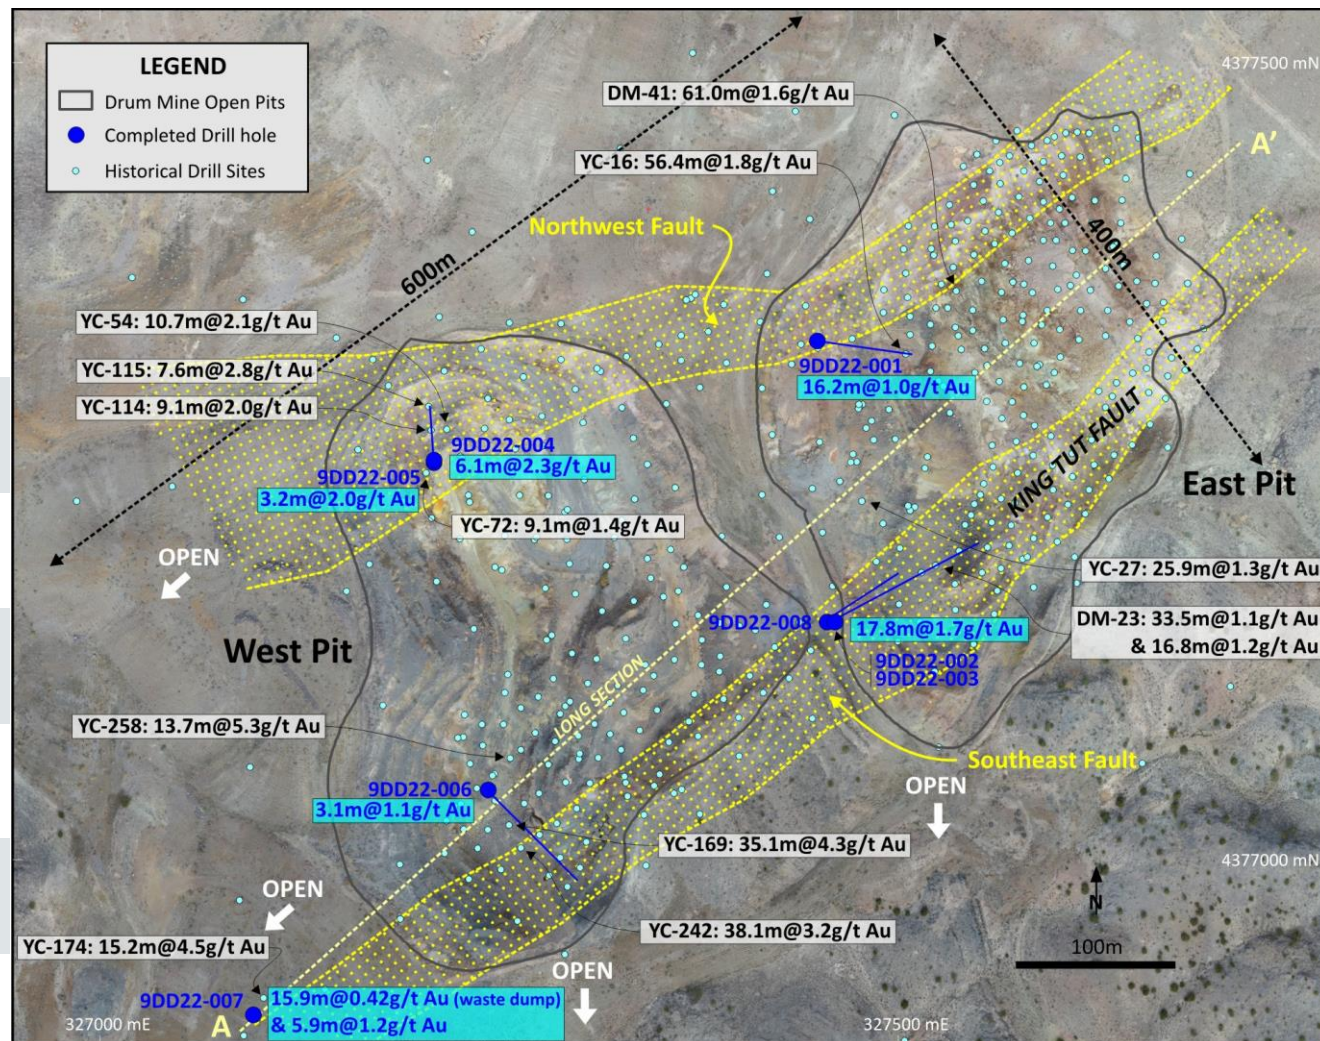 LEGEND
Drum Mine Open Pits
Completed Drill hole
Historical Drill Sites
4377500 mN
DM-41: 61.0m@1.6g/t Au
A'
YC-16: 56.4m@1.8g/t Au
Northwest Fault
400m
600m
YC-54: 10.7m@2.1g/t Au
YC-115: 7.6m@2.8g/t Au
YC-114: 9.1m@2.0g/t Au
9DD22-001
16.2m@1.0g/t Au
9DD22-004
6.1m@2.3g/t Au
9DD22-005
3.2m@2.0g/t Au
KING TUT FAULT
East Pit
YC-72: 9.1m@1.4g/t Au
OPEN
YC-27: 25.9m@1.3g/t Au
DM-23: 33.5m@1.1g/t Au
& 16.8m@1.2g/t Au
9DD22-008
17.8m@1.7g/t Au
9DD22-002
9DD22-003
West Pit
LONG SECTION
YC-258: 13.7m@5.3g/t Au
Southeast Fault
9DD22-006
3.1m@1.1g/t Au
OPEN
YC-169: 35.1m@4.3g/t Au
4377000 mN
OPEN
N
YC-174: 15.2m@4.5g/t Au
YC-242: 38.1m@3.2g/t Au
100m
OPEN
9DD22-007
15.9m@0.42g/t Au (waste dump)
& 5.9m@1.2g/t Au
327000 mE
A
327500 mE